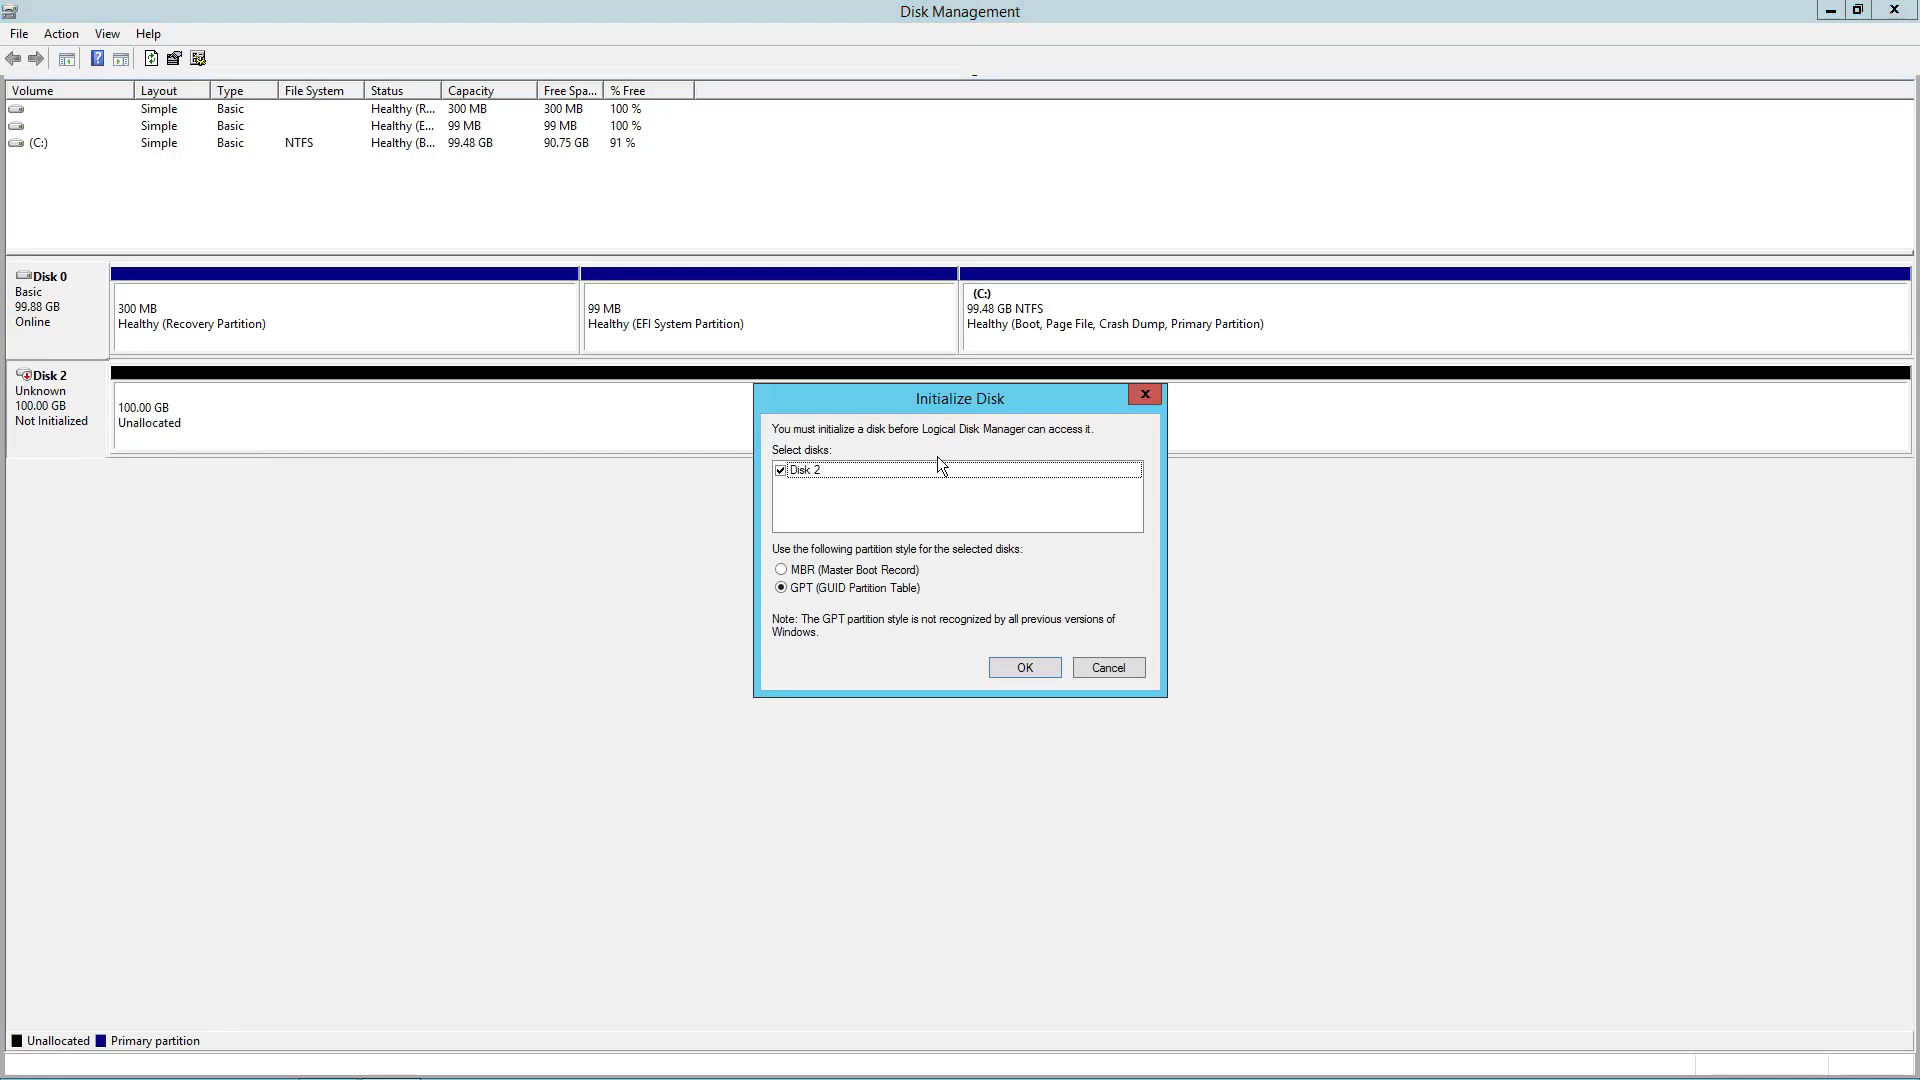 Disk Management
File Action View Help
Volume Layout Type File System Status Capacity Free Spa... % Free
Simple Basic Healthy (R... 300 MB 300 MB 100 %
Simple Basic Healthy (E... 99 MB 99 MB 100 %
(C:) Simple Basic NTFS Healthy (B... 99.48 GB 90.75 GB 91 %
Disk 0
Basic
99.88 GB
Online
300 MB
Healthy (Recovery Partition)
99 MB
Healthy (EFI System Partition)
(C:)
99.48 GB NTFS
Healthy (Boot, Page File, Crash Dump, Primary Partition)
Disk 2
Unknown
100.00 GB
Not Initialized
100.00 GB
Unallocated
Initialize Disk
You must initialize a disk before Logical Disk Manager can access it.
Select disks:
Disk 2
Use the following partition style for the selected disks:
MBR (Master Boot Record)
GPT (GUID Partition Table)
Note: The GPT partition style is not recognized by all previous versions of
Windows.
OK Cancel
Unallocated Primary partition